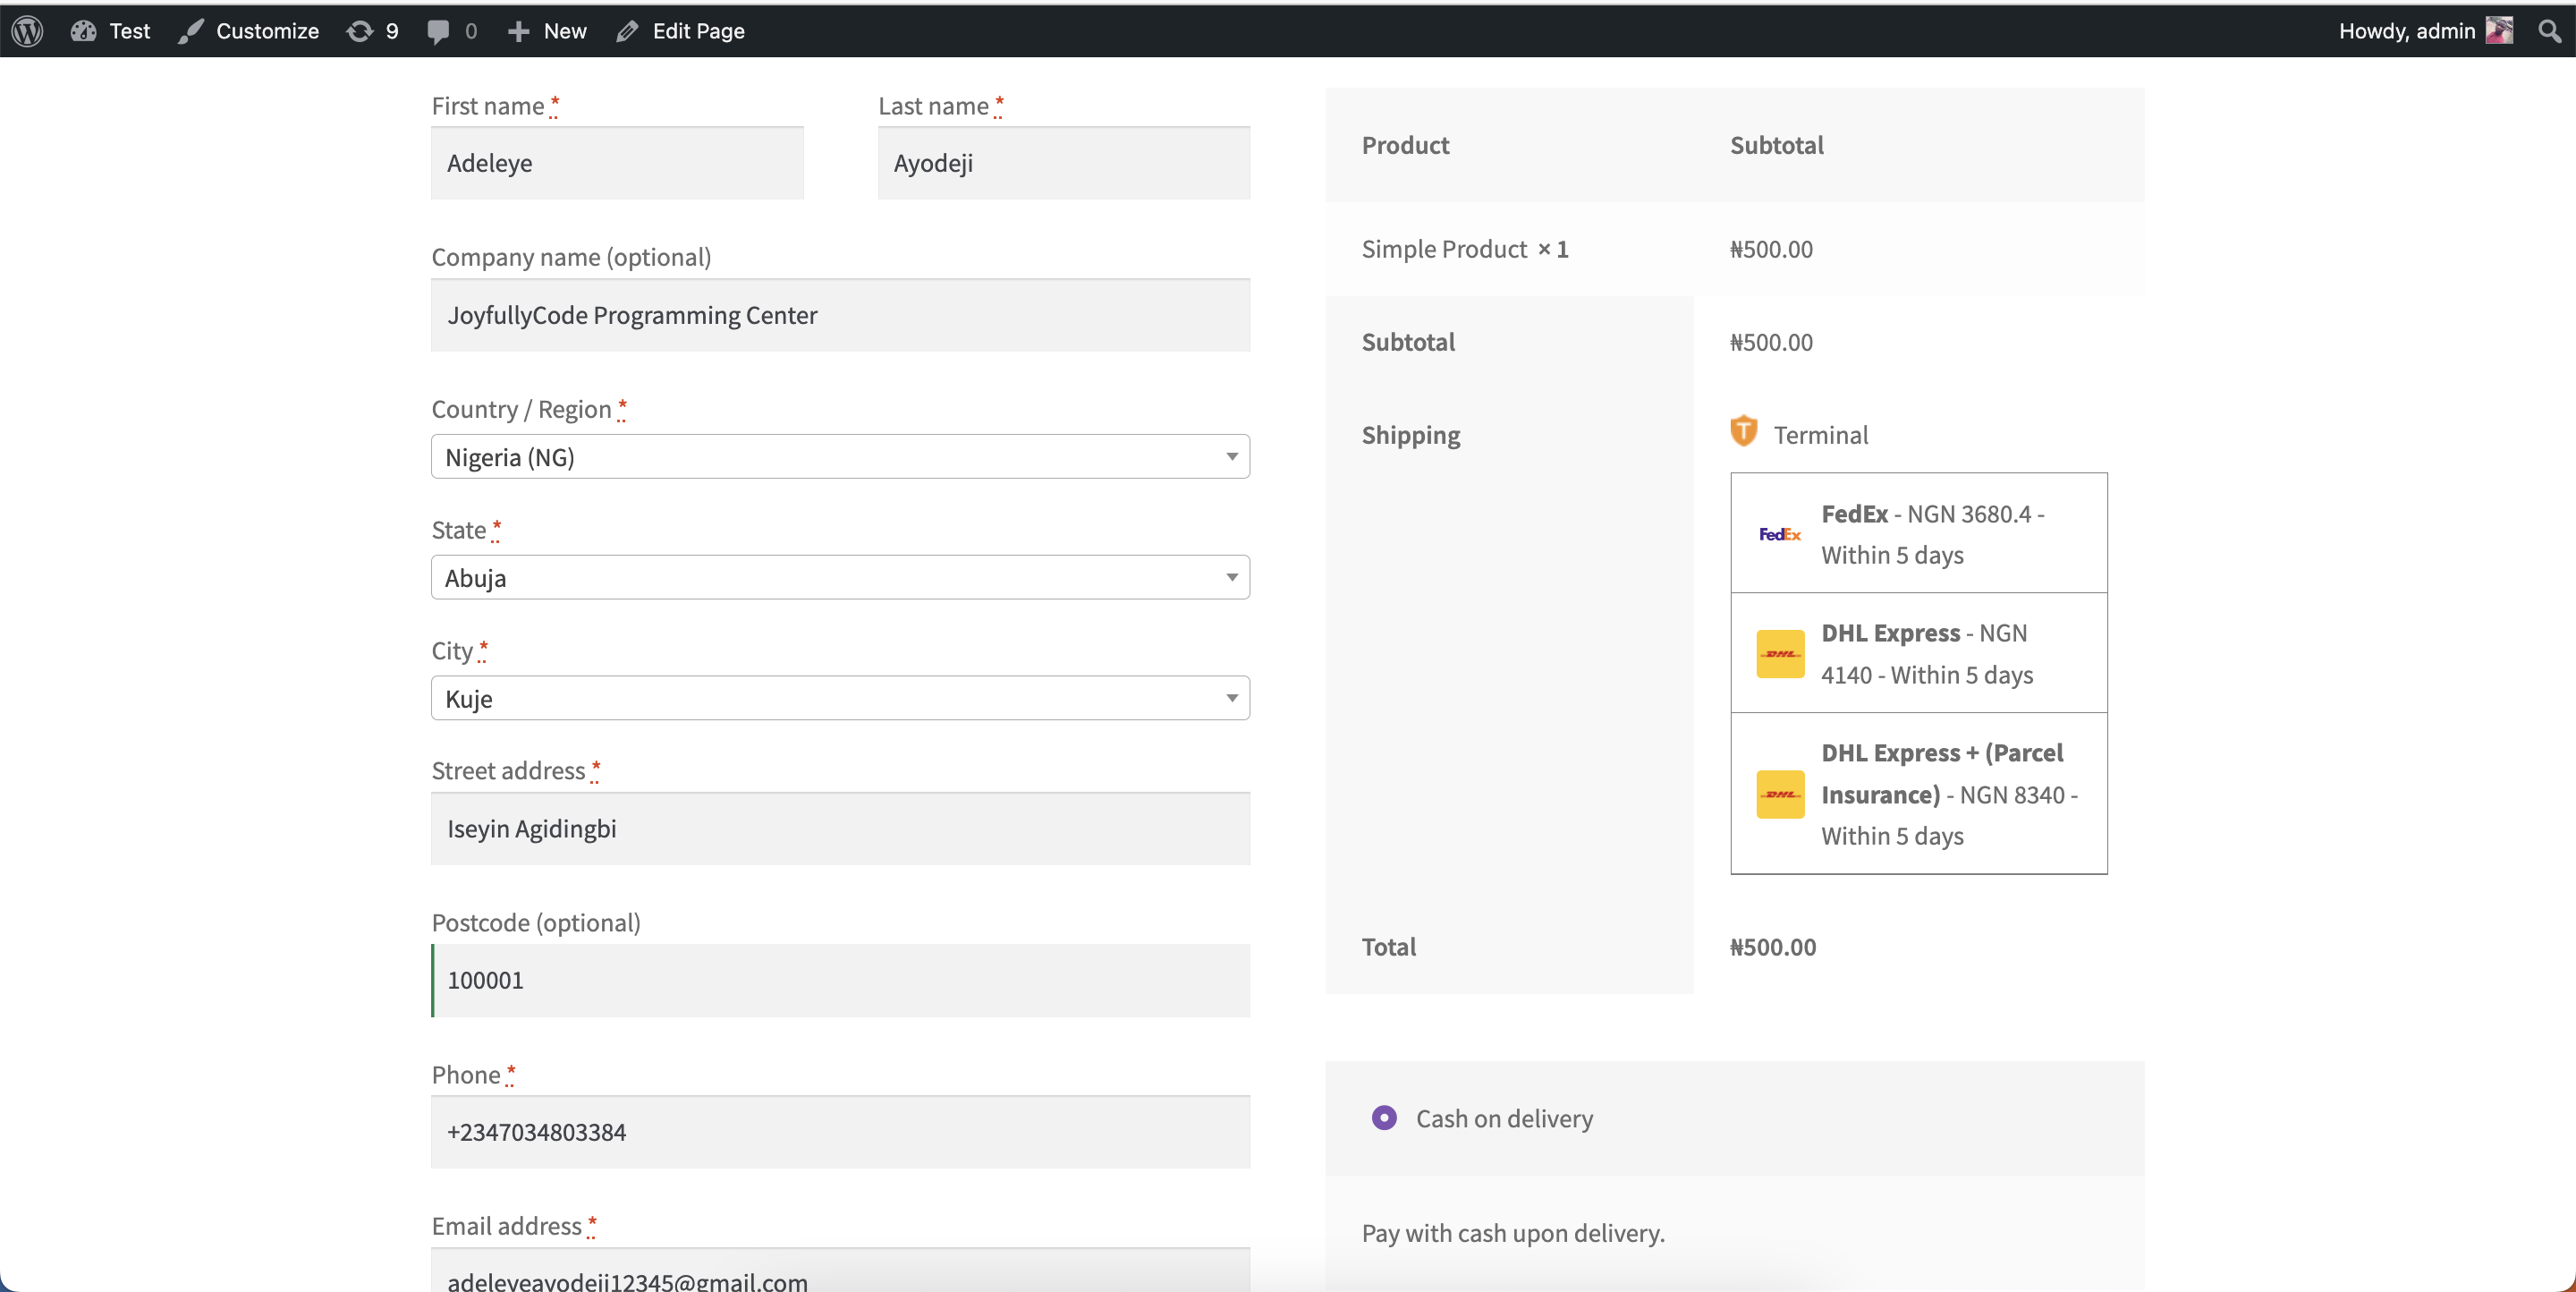 Test Customize 9 0 New Edit Page Howdy, admin
First name *
Adeleye
Last name *
Ayodeji
Company name (optional)
JoyfullyCode Programming Center
Country / Region *
Nigeria (NG)
State *
Abuja
City *
Kuje
Street address *
Iseyin Agidingbi
Postcode (optional)
100001
Phone *
+2347034803384
Email address *
adeleyeayodeji12345@gmail.com
Product Subtotal
Simple Product × 1 ₦500.00
Subtotal ₦500.00
Shipping T Terminal
FedEx
FedEx - NGN 3680.4 -
Within 5 days
DHL
DHL Express - NGN
4140 - Within 5 days
DHL
DHL Express + (Parcel
Insurance) - NGN 8340 -
Within 5 days
Total ₦500.00
Cash on delivery
Pay with cash upon delivery.